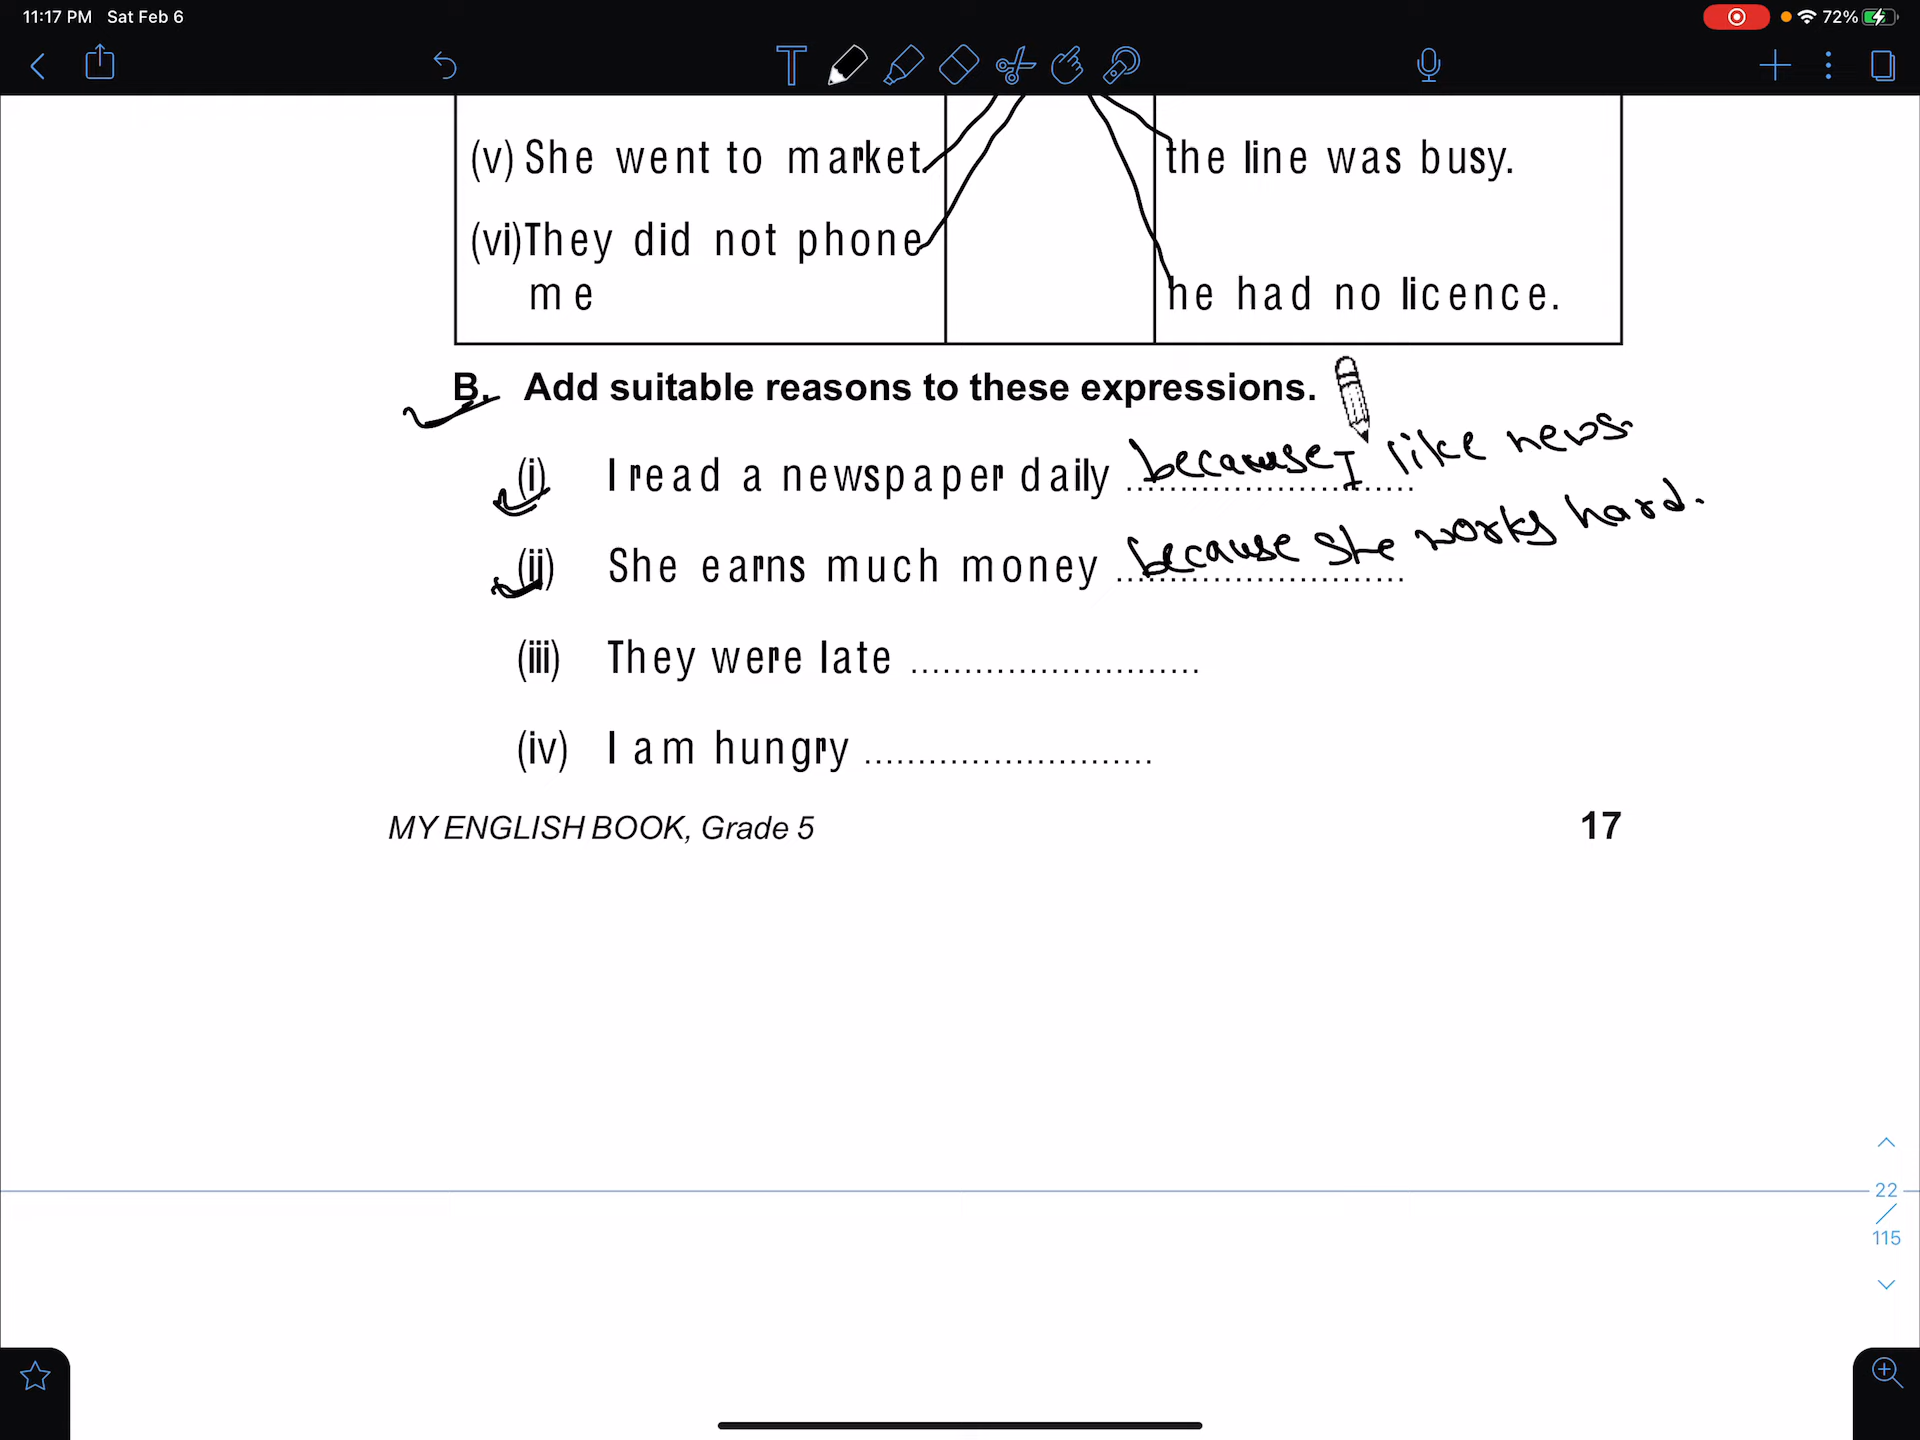 11:17 PM Sat Feb 6
72%
(v) She went to market. the line was busy.
(vi) They did not phone
me he had no licence.
B. Add suitable reasons to these expressions.
(i) I read a newspaper daily .......................... because I like news.
(ii) She earns much money .......................... because she works hard.
(iii) They were late ..........................
(iv) I am hungry ..........................
MY ENGLISH BOOK, Grade 5 17
22
/
115